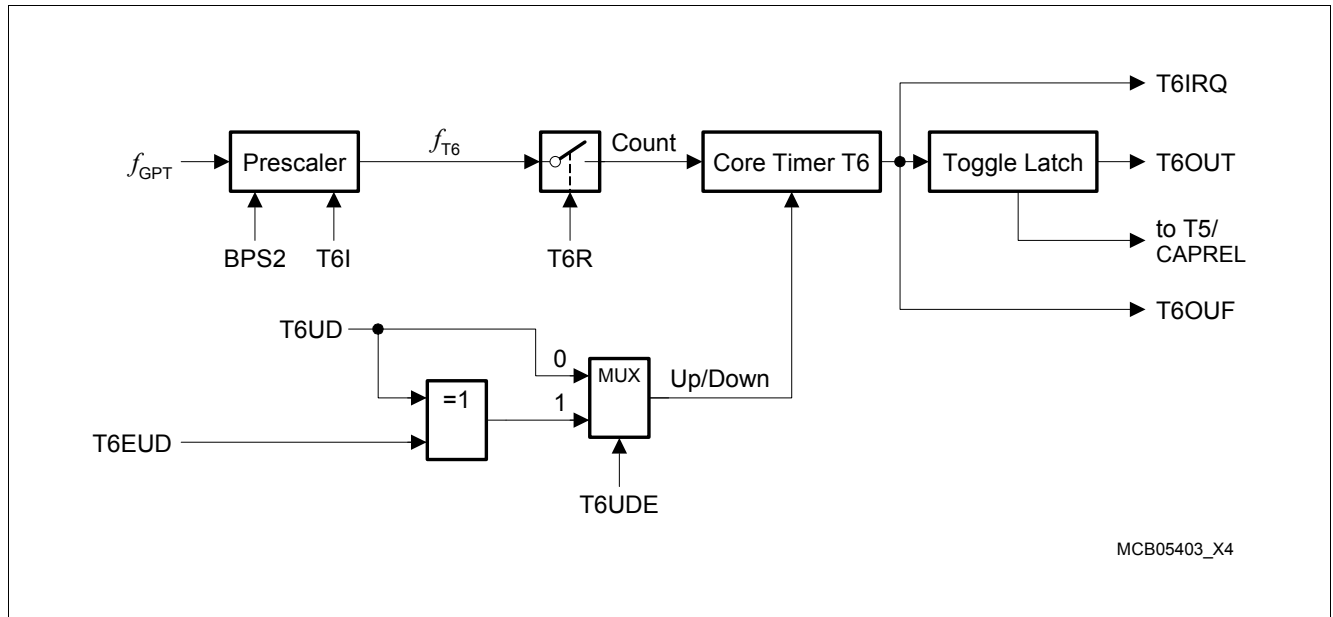 T6IRQ
fGPT
Prescaler
fT6
Count
Core Timer T6
Toggle Latch
T6OUT
BPS2
T6I
T6R
to T5/
CAPREL
T6UD
T6OUF
0
MUX
Up/Down
=1
1
T6EUD
T6UDE
MCB05403_X4